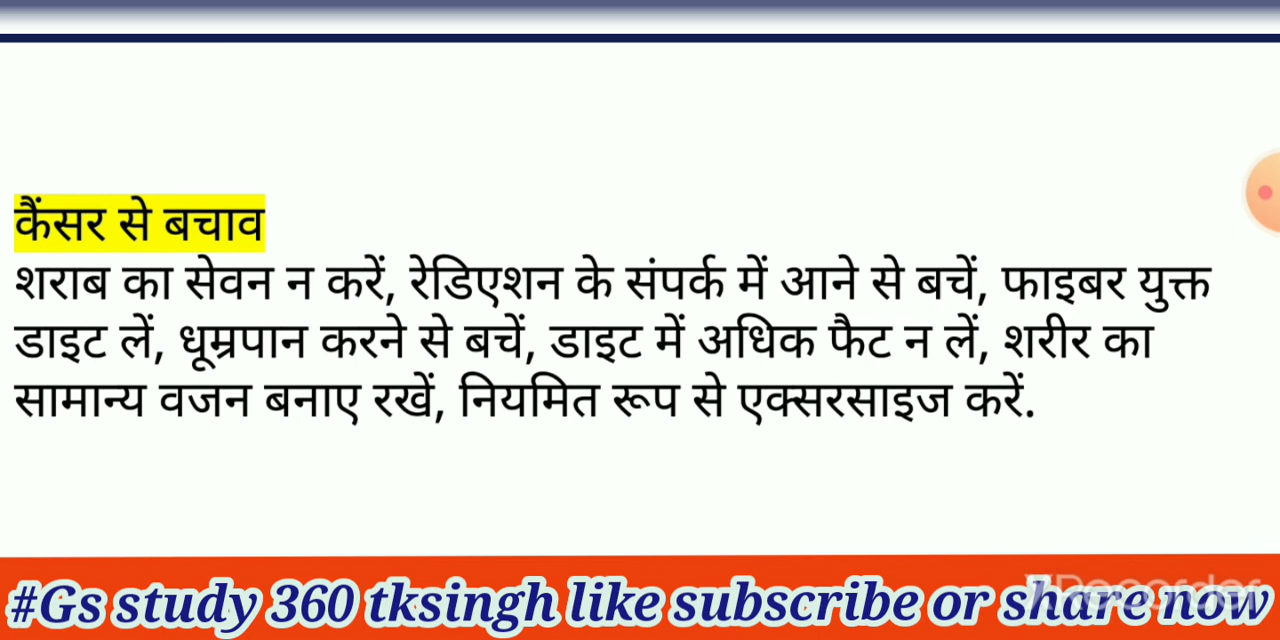 कैंसर से बचाव
शराब का सेवन न करें, रेडिएशन के संपर्क में आने से बचें, फाइबर युक्त
डाइट लें, धूम्रपान करने से बचें, डाइट में अधिक फैट न लें, शरीर का
सामान्य वजन बनाए रखें, नियमित रूप से एक्सरसाइज करें.
#Gs study 360 tksingh like subscribe or share now
XRecorder